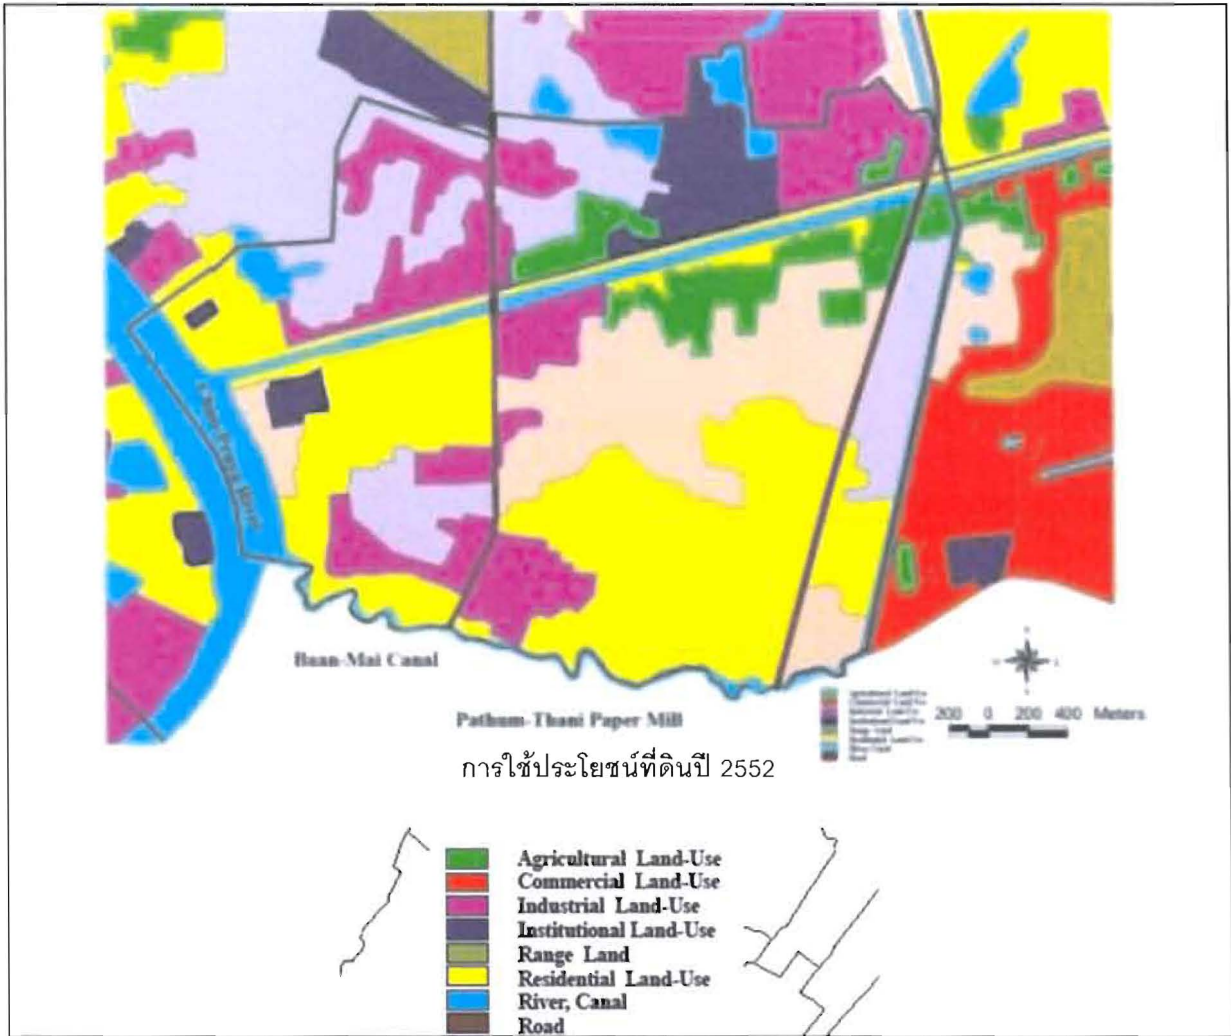 Chao Praya River
Baan-Mai Canal
Pathum-Thani Paper Mill
200 0 200 400 Meters
การใช้ประโยชน์ที่ดินปี 2552
Agricultural Land-Use
Commercial Land-Use
Industrial Land-Use
Institutional Land-Use
Range Land
Residential Land-Use
River, Canal
Road